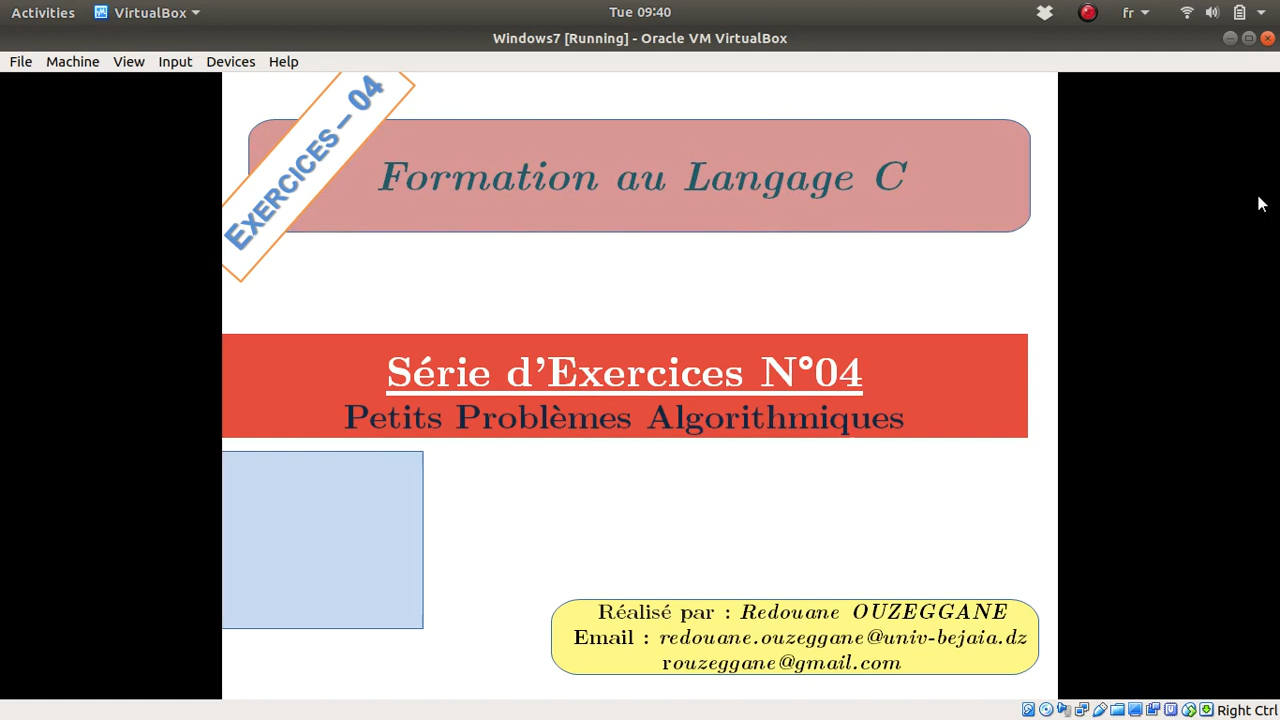 Activities VirtualBox Tue 09:40 fr
Windows7 [Running] - Oracle VM VirtualBox
File Machine View Input Devices Help
EXERCICES – 04
Formation au Langage C
Série d'Exercices N°04
Petits Problèmes Algorithmiques
Réalisé par : Redouane OUZEGGANE
Email : redouane.ouzeggane@univ-bejaia.dz
rouzeggane@gmail.com
Right Ctrl